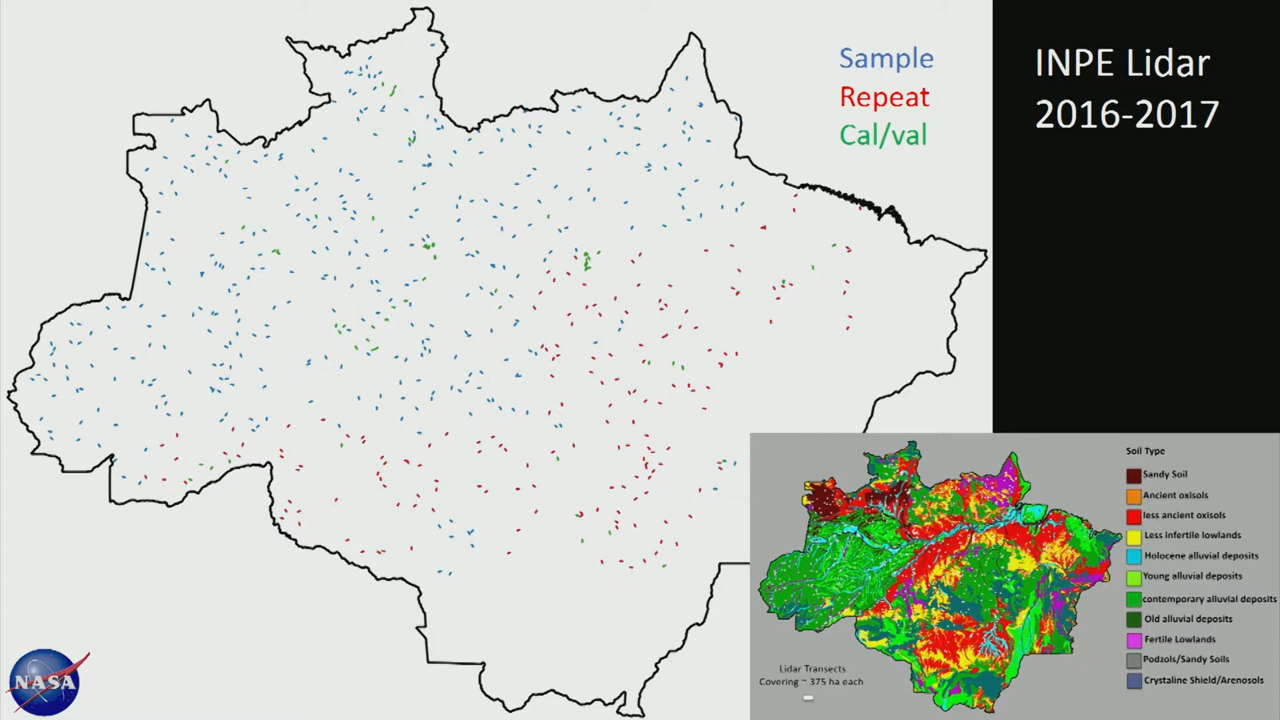 Sample
Repeat
Cal/val
INPE Lidar
2016-2017
Soil Type
Sandy Soil
Ancient oxisols
less ancient oxisols
Less infertile lowlands
Holocene alluvial deposits
Young alluvial deposits
contemporary alluvial deposits
Old alluvial deposits
Fertile Lowlands
Podzols/Sandy Soils
Crystaline Shield/Arenosols
Lidar Transects
Covering ~ 375 ha each
NASA